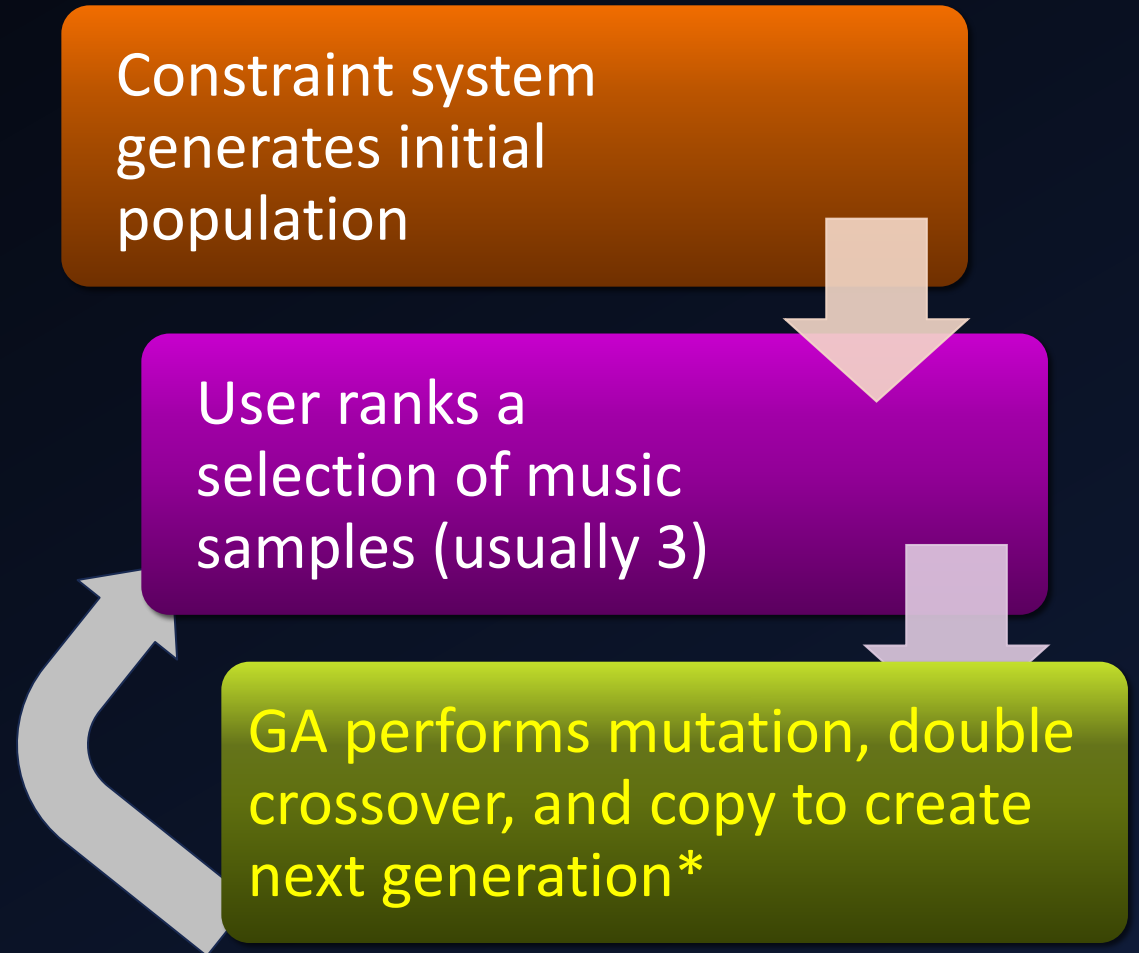 Constraint system
generates initial
population
User ranks a
selection of music
samples (usually 3)
GA performs mutation, double
crossover, and copy to create
next generation*